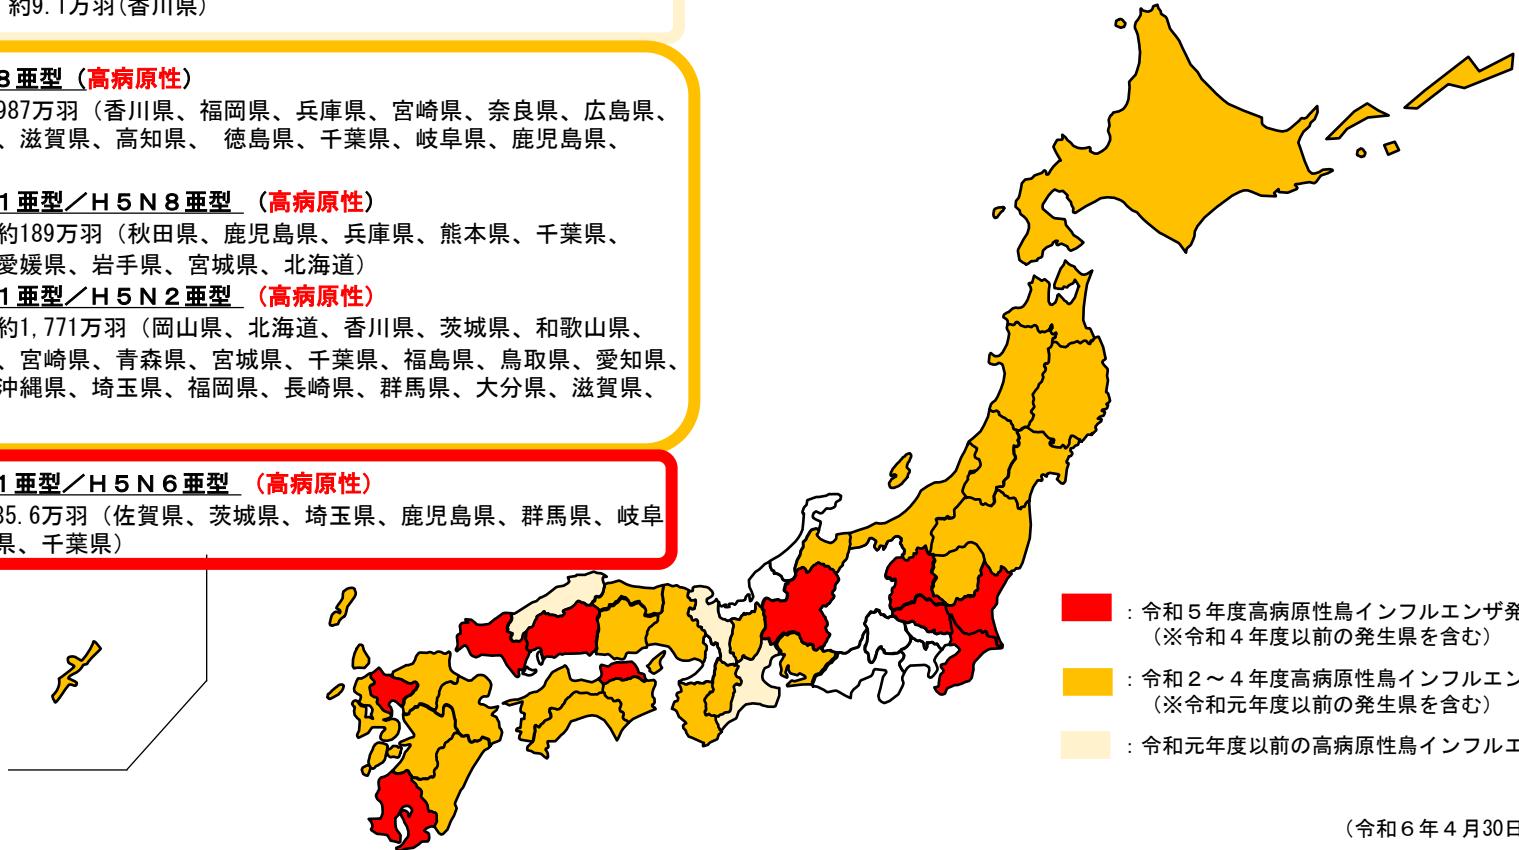 約9.1万羽(香川県)
8亜型（高病原性）
987万羽（香川県、福岡県、兵庫県、宮崎県、奈良県、広島県、
、滋賀県、高知県、 徳島県、千葉県、岐阜県、鹿児島県、
1亜型／Ｈ５Ｎ８亜型 （高病原性）
約189万羽（秋田県、鹿児島県、兵庫県、熊本県、千葉県、
愛媛県、岩手県、宮城県、北海道）
1亜型／Ｈ５Ｎ２亜型 （高病原性）
約1,771万羽（岡山県、北海道、香川県、茨城県、和歌山県、
、宮崎県、青森県、宮城県、千葉県、福島県、鳥取県、愛知県、
沖縄県、埼玉県、福岡県、長崎県、群馬県、大分県、滋賀県、
1亜型／Ｈ５Ｎ６亜型 （高病原性）
85.6万羽（佐賀県、茨城県、埼玉県、鹿児島県、群馬県、岐阜
県、千葉県）
：令和５年度高病原性鳥インフルエンザ発
（※令和４年度以前の発生県を含む）
：令和２～４年度高病原性鳥インフルエン
（※令和元年度以前の発生県を含む）
：令和元年度以前の高病原性鳥インフルエ
（令和６年４月30日